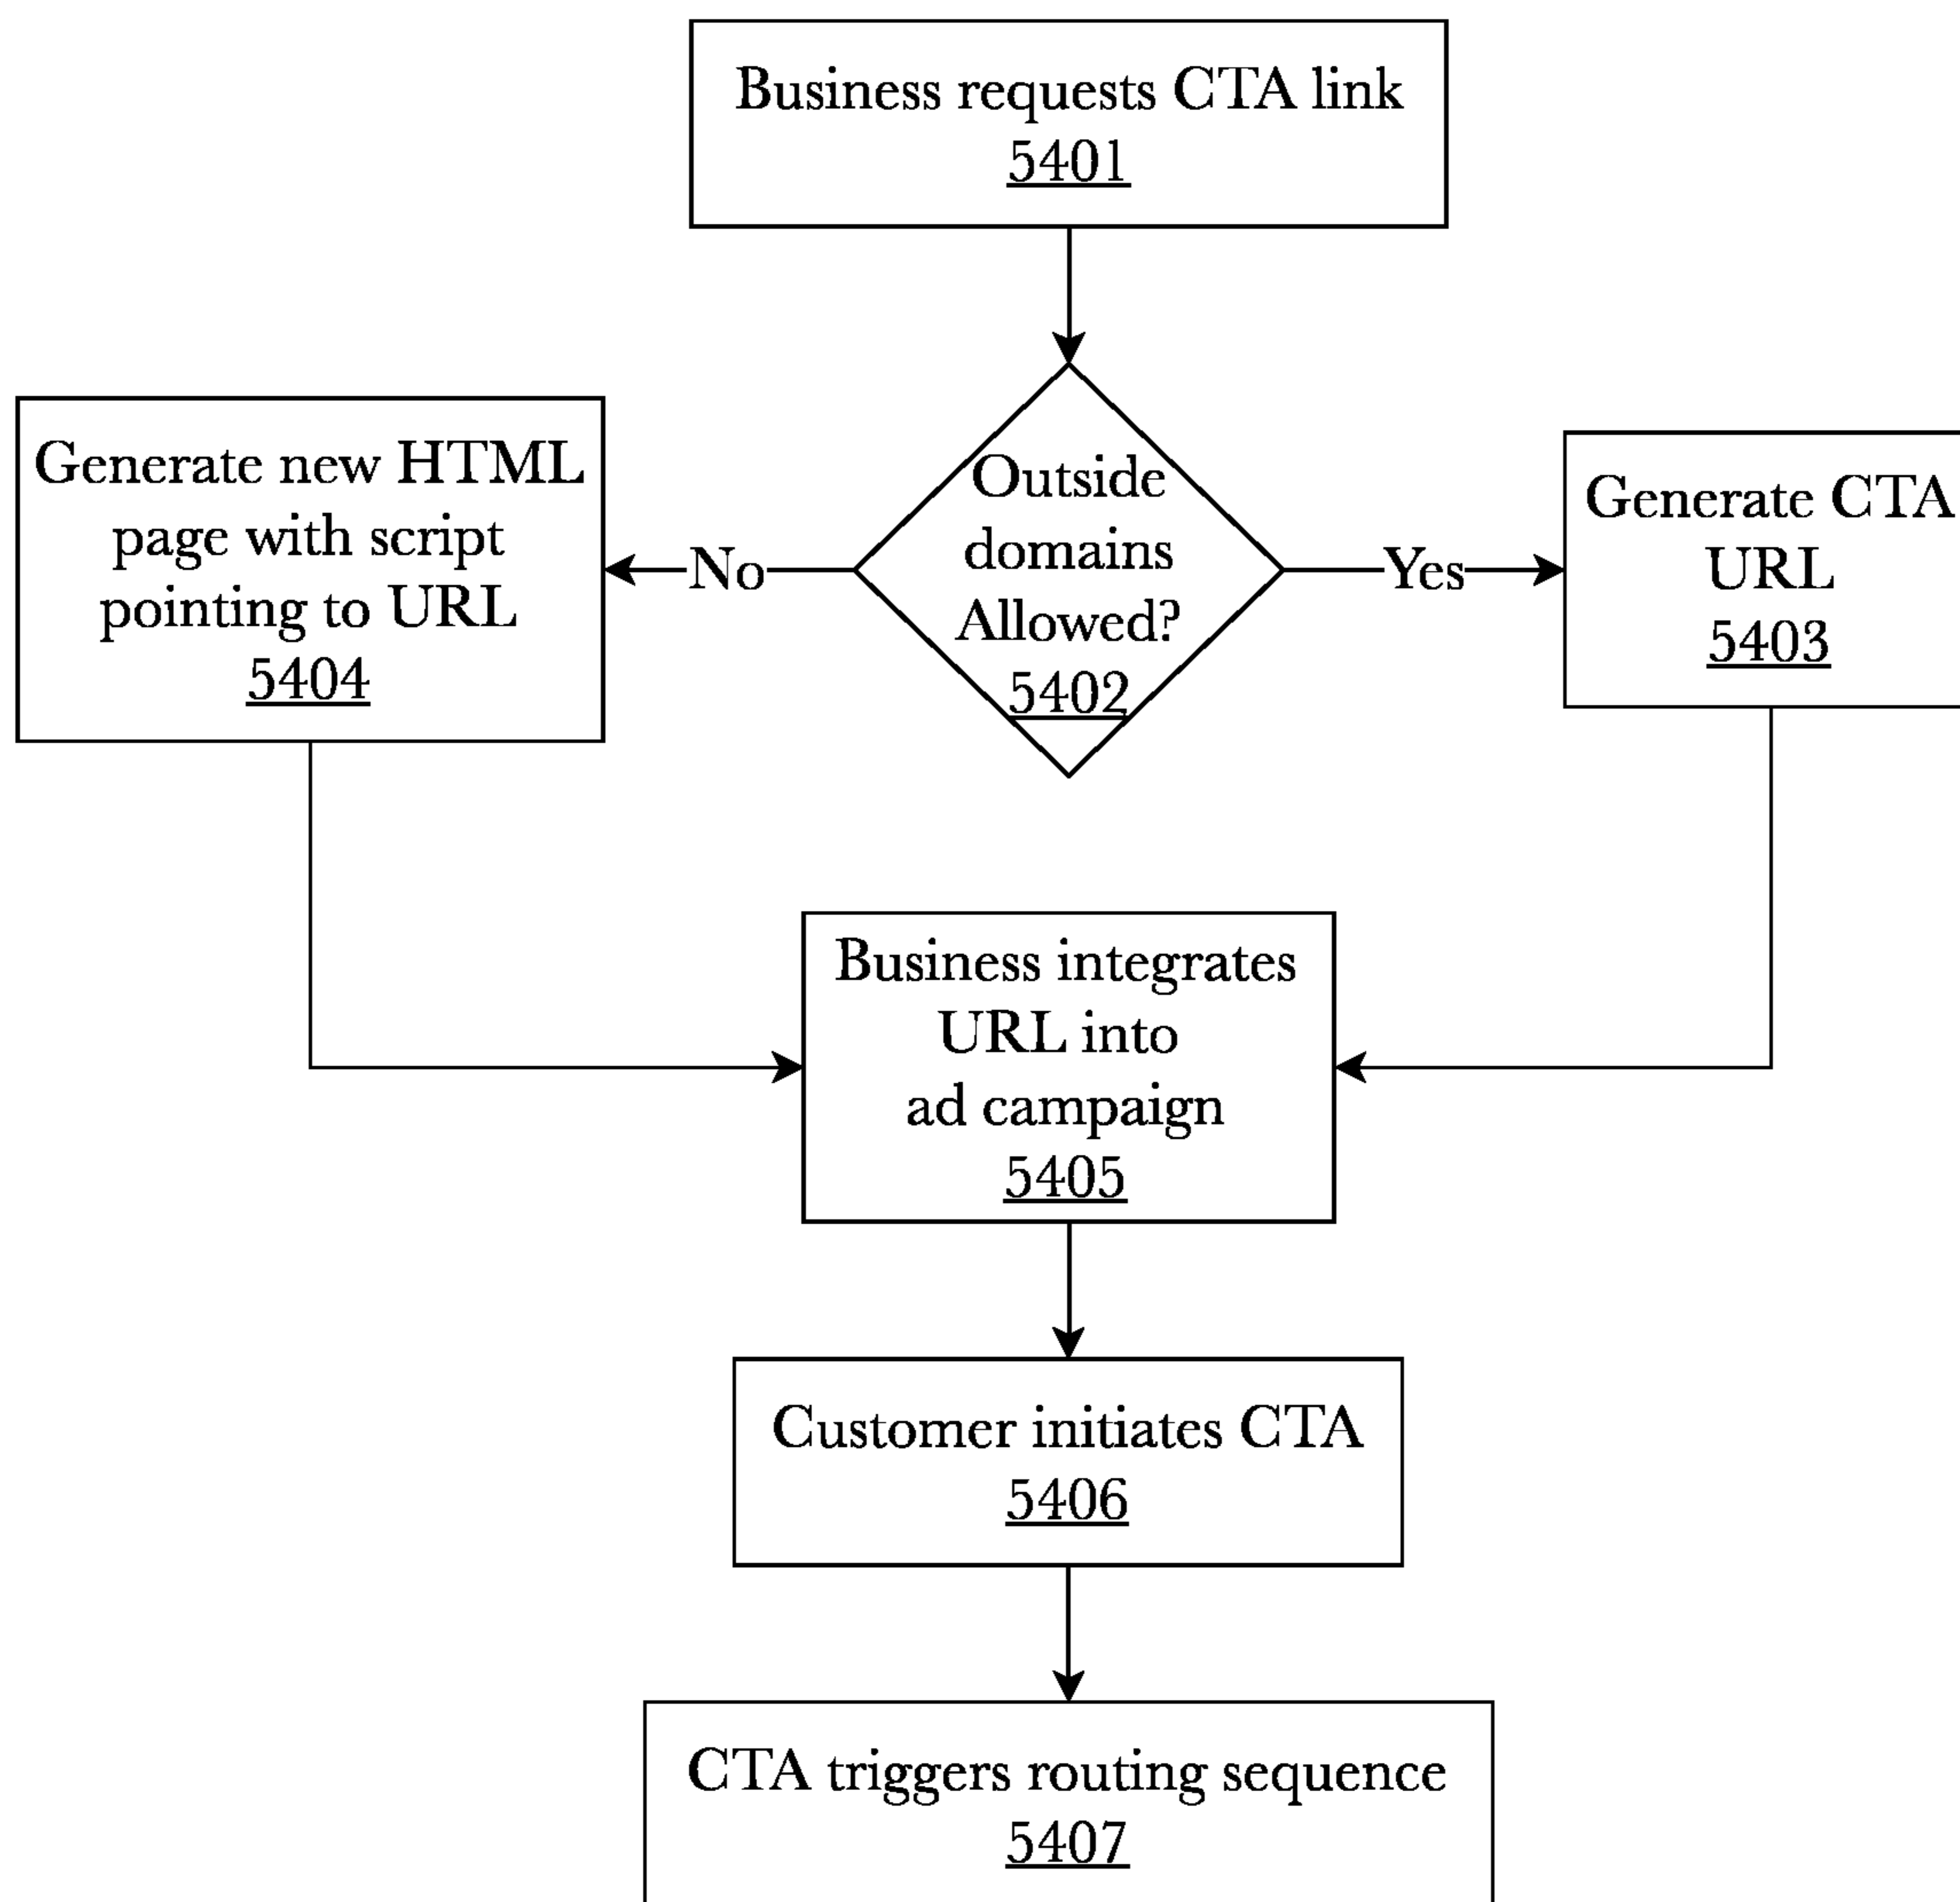 Business requests CTA link
5401
Generate new HTML
page with script
pointing to URL
5404
No
Outside
domains
Allowed?
5402
Yes
Generate CTA
URL
5403
Business integrates
URL into
ad campaign
5405
Customer initiates CTA
5406
CTA triggers routing sequence
5407